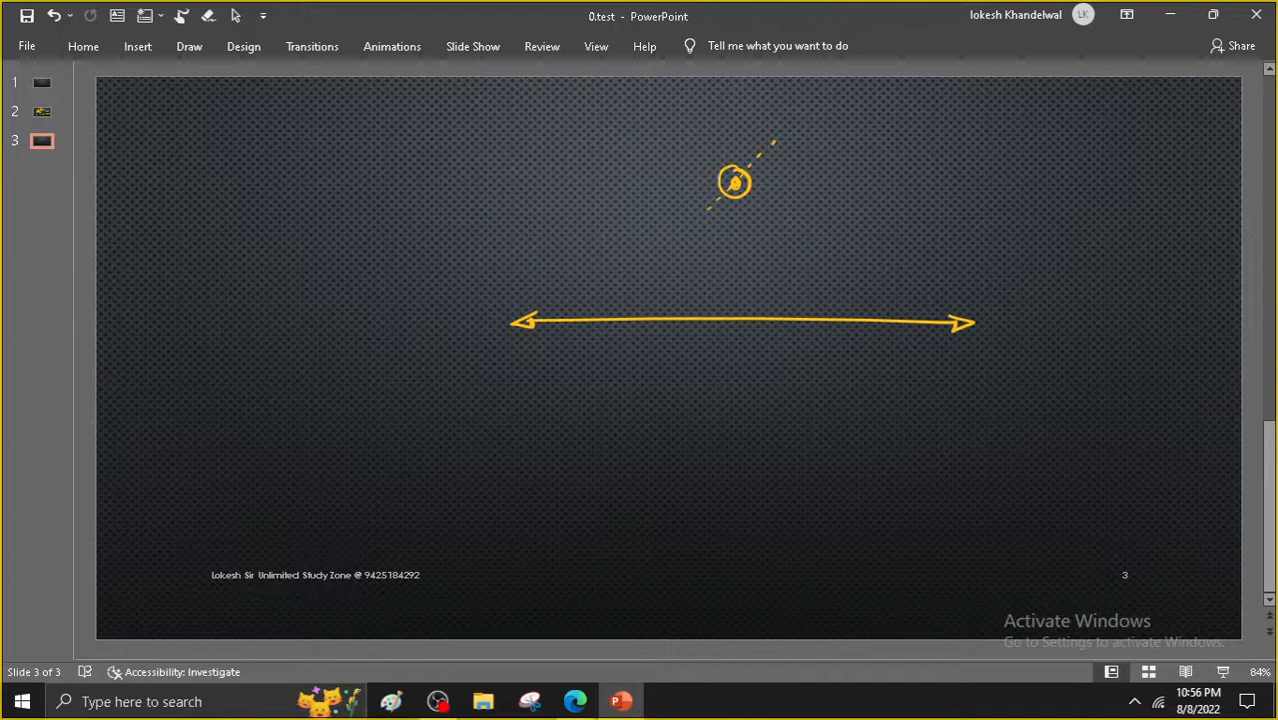 0.test - PowerPoint
lokesh Khandelwal
LK
File
Home
Insert
Draw
Design
Transitions
Animations
Slide Show
Review
View
Help
Tell me what you want to do
Share
1
2
3
Lokesh Sir Unlimited Study Zone @ 9425184292
3
Activate Windows
Go to Settings to activate Windows.
Slide 3 of 3
Accessibility: Investigate
84%
Type here to search
10:56 PM
8/8/2022